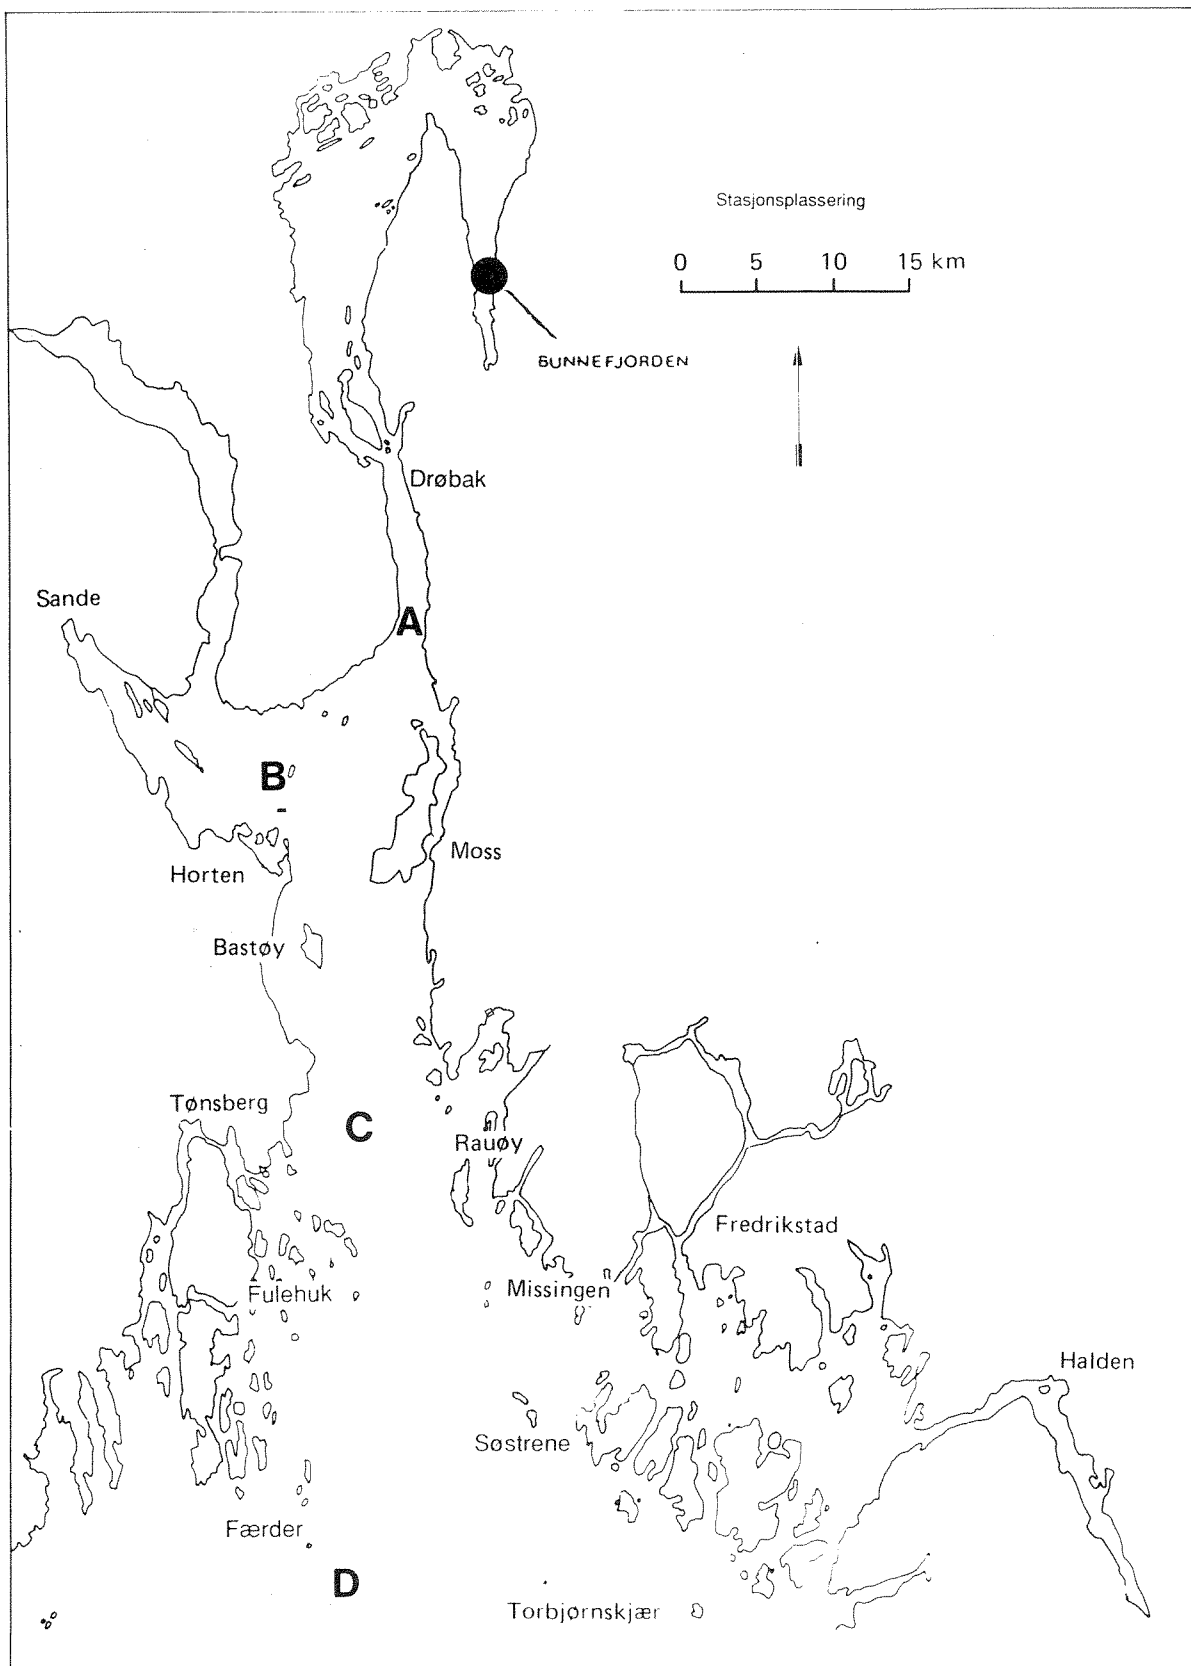 Stasjonsplassering
0 5 10 15 km
BUNNEFJORDEN
Drøbak
Sande
A
B
Moss
Horten
Bastøy
Tønsberg
C
Rauøy
Fredrikstad
Missingen
Fulehuk
Halden
Søstrene
Færder
D
Torbjørnskjær